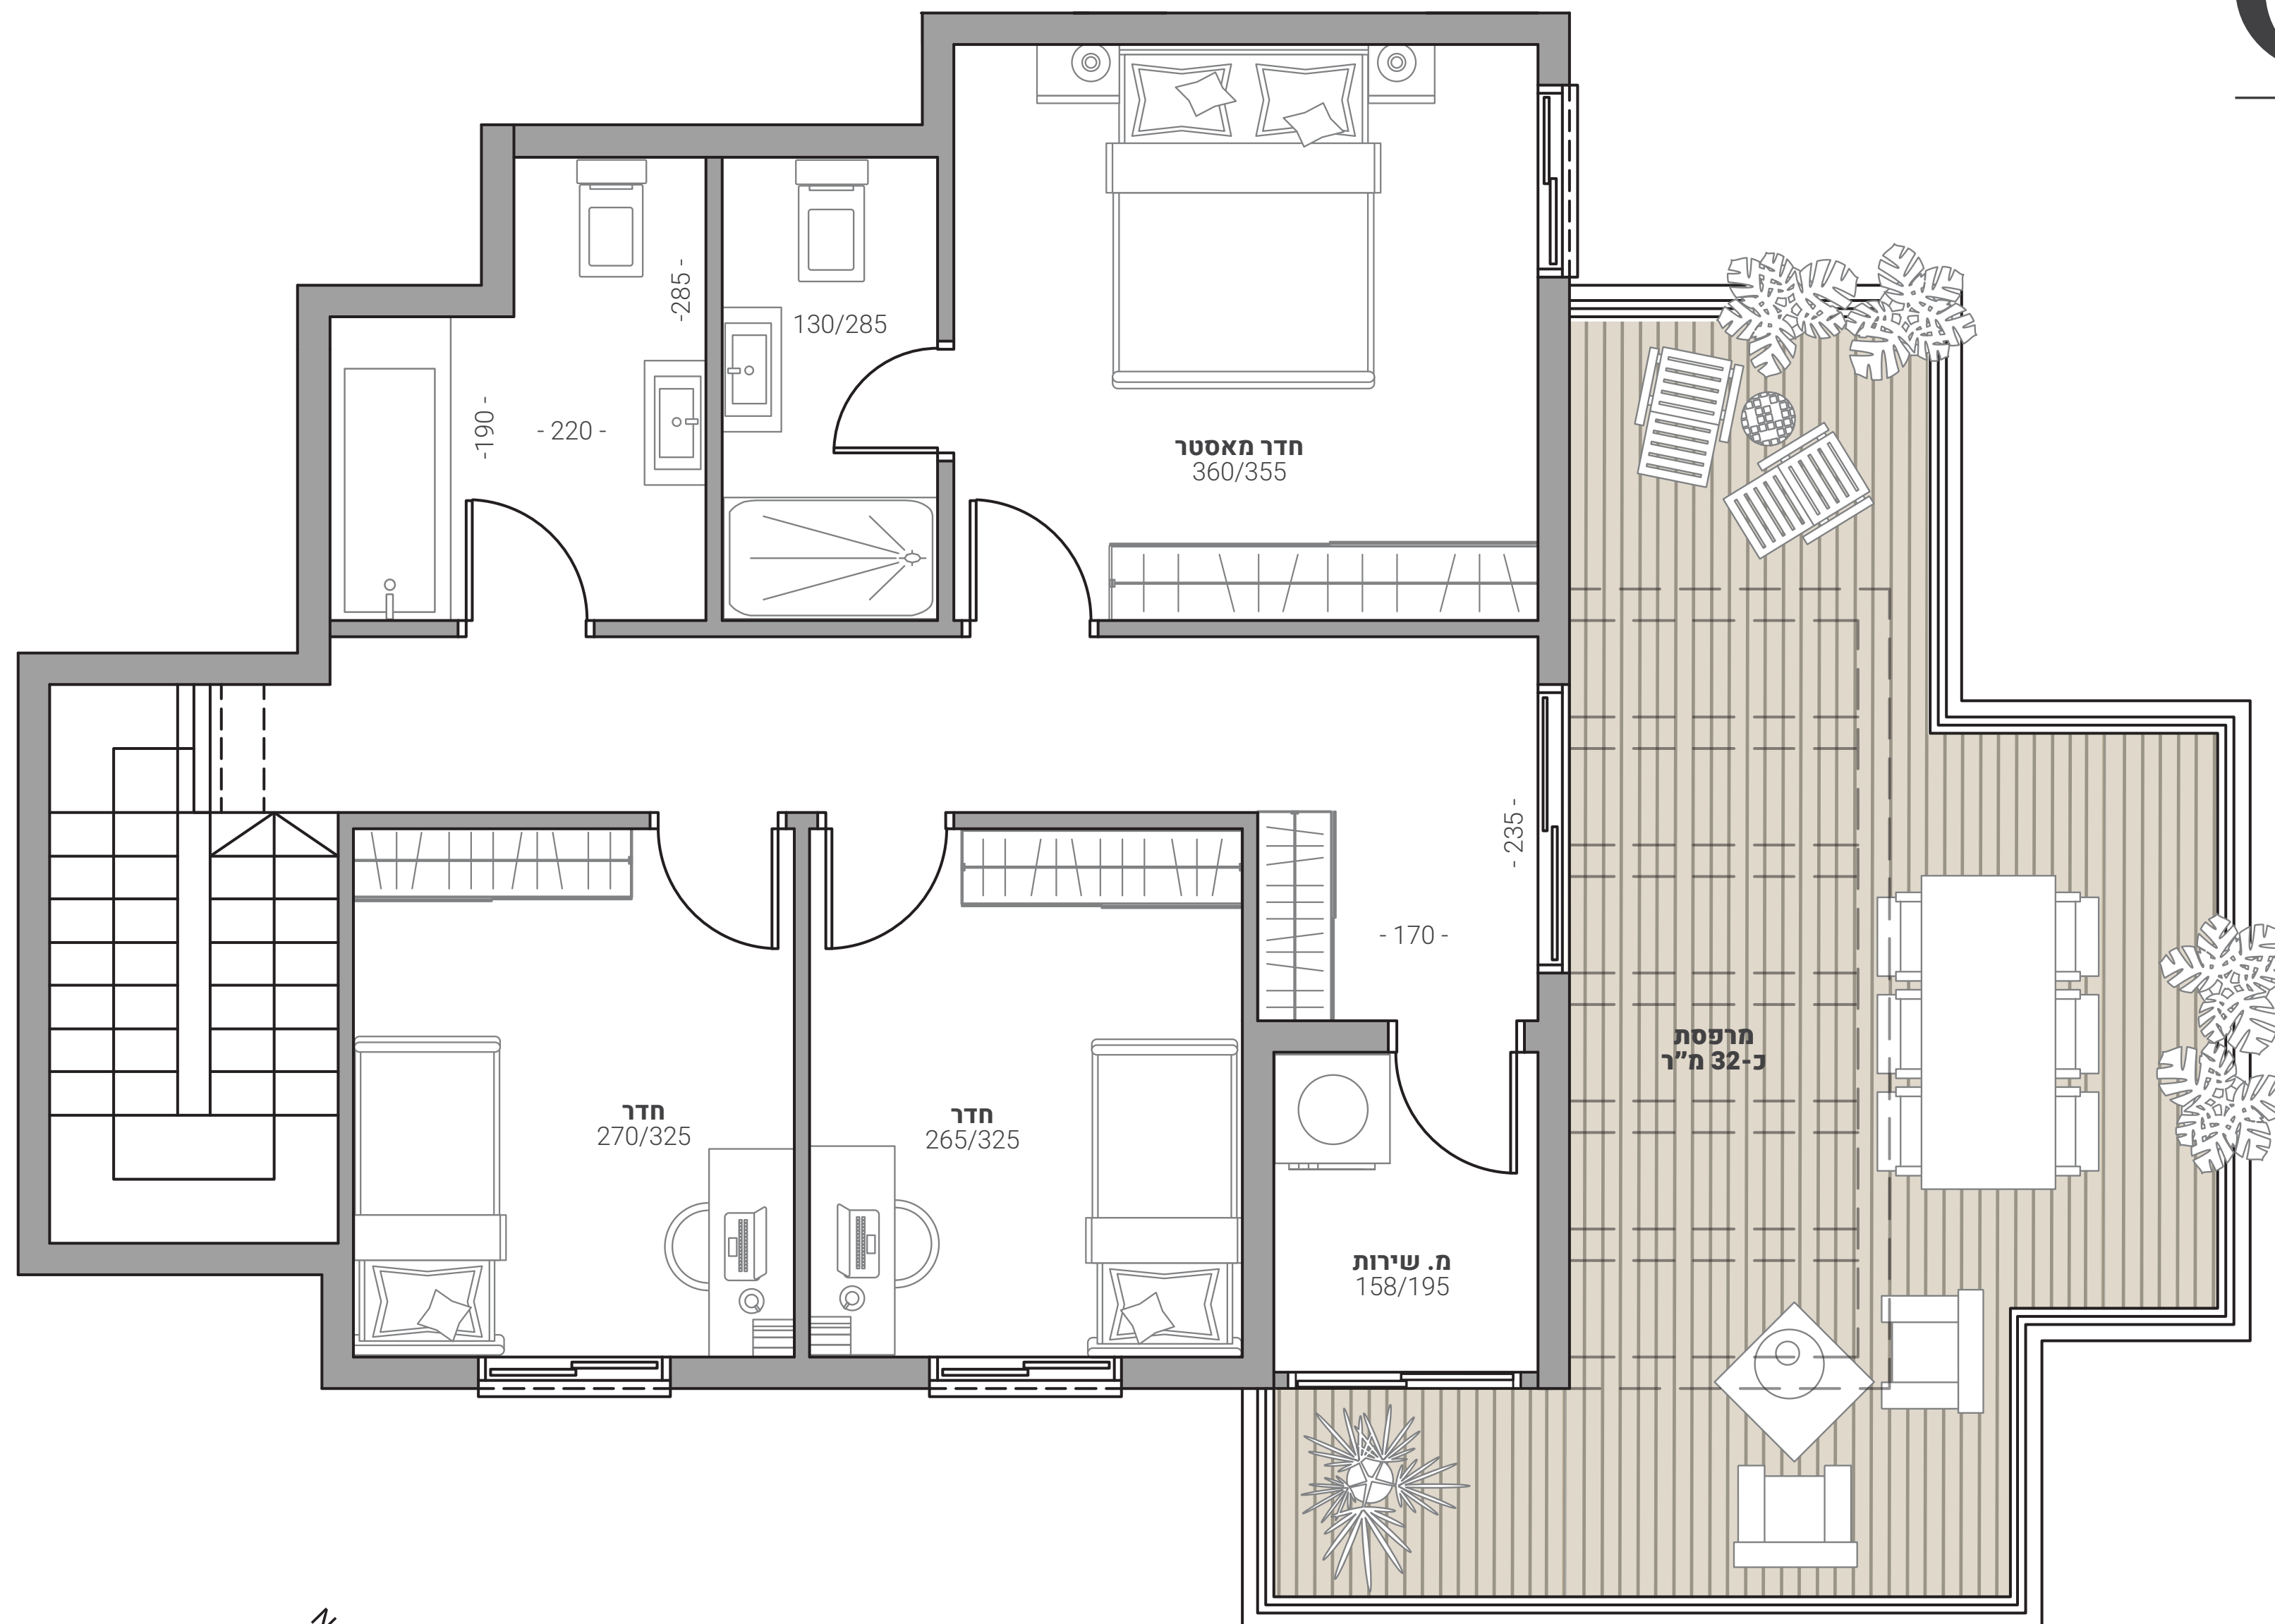 - 285 -
130/285
- 190 -
- 220 -
חדר מאסטר
360/355
- 235 -
- 170 -
מרפסת
כ-32 מ״ר
חדר
270/325
חדר
265/325
מ. שירות
158/195